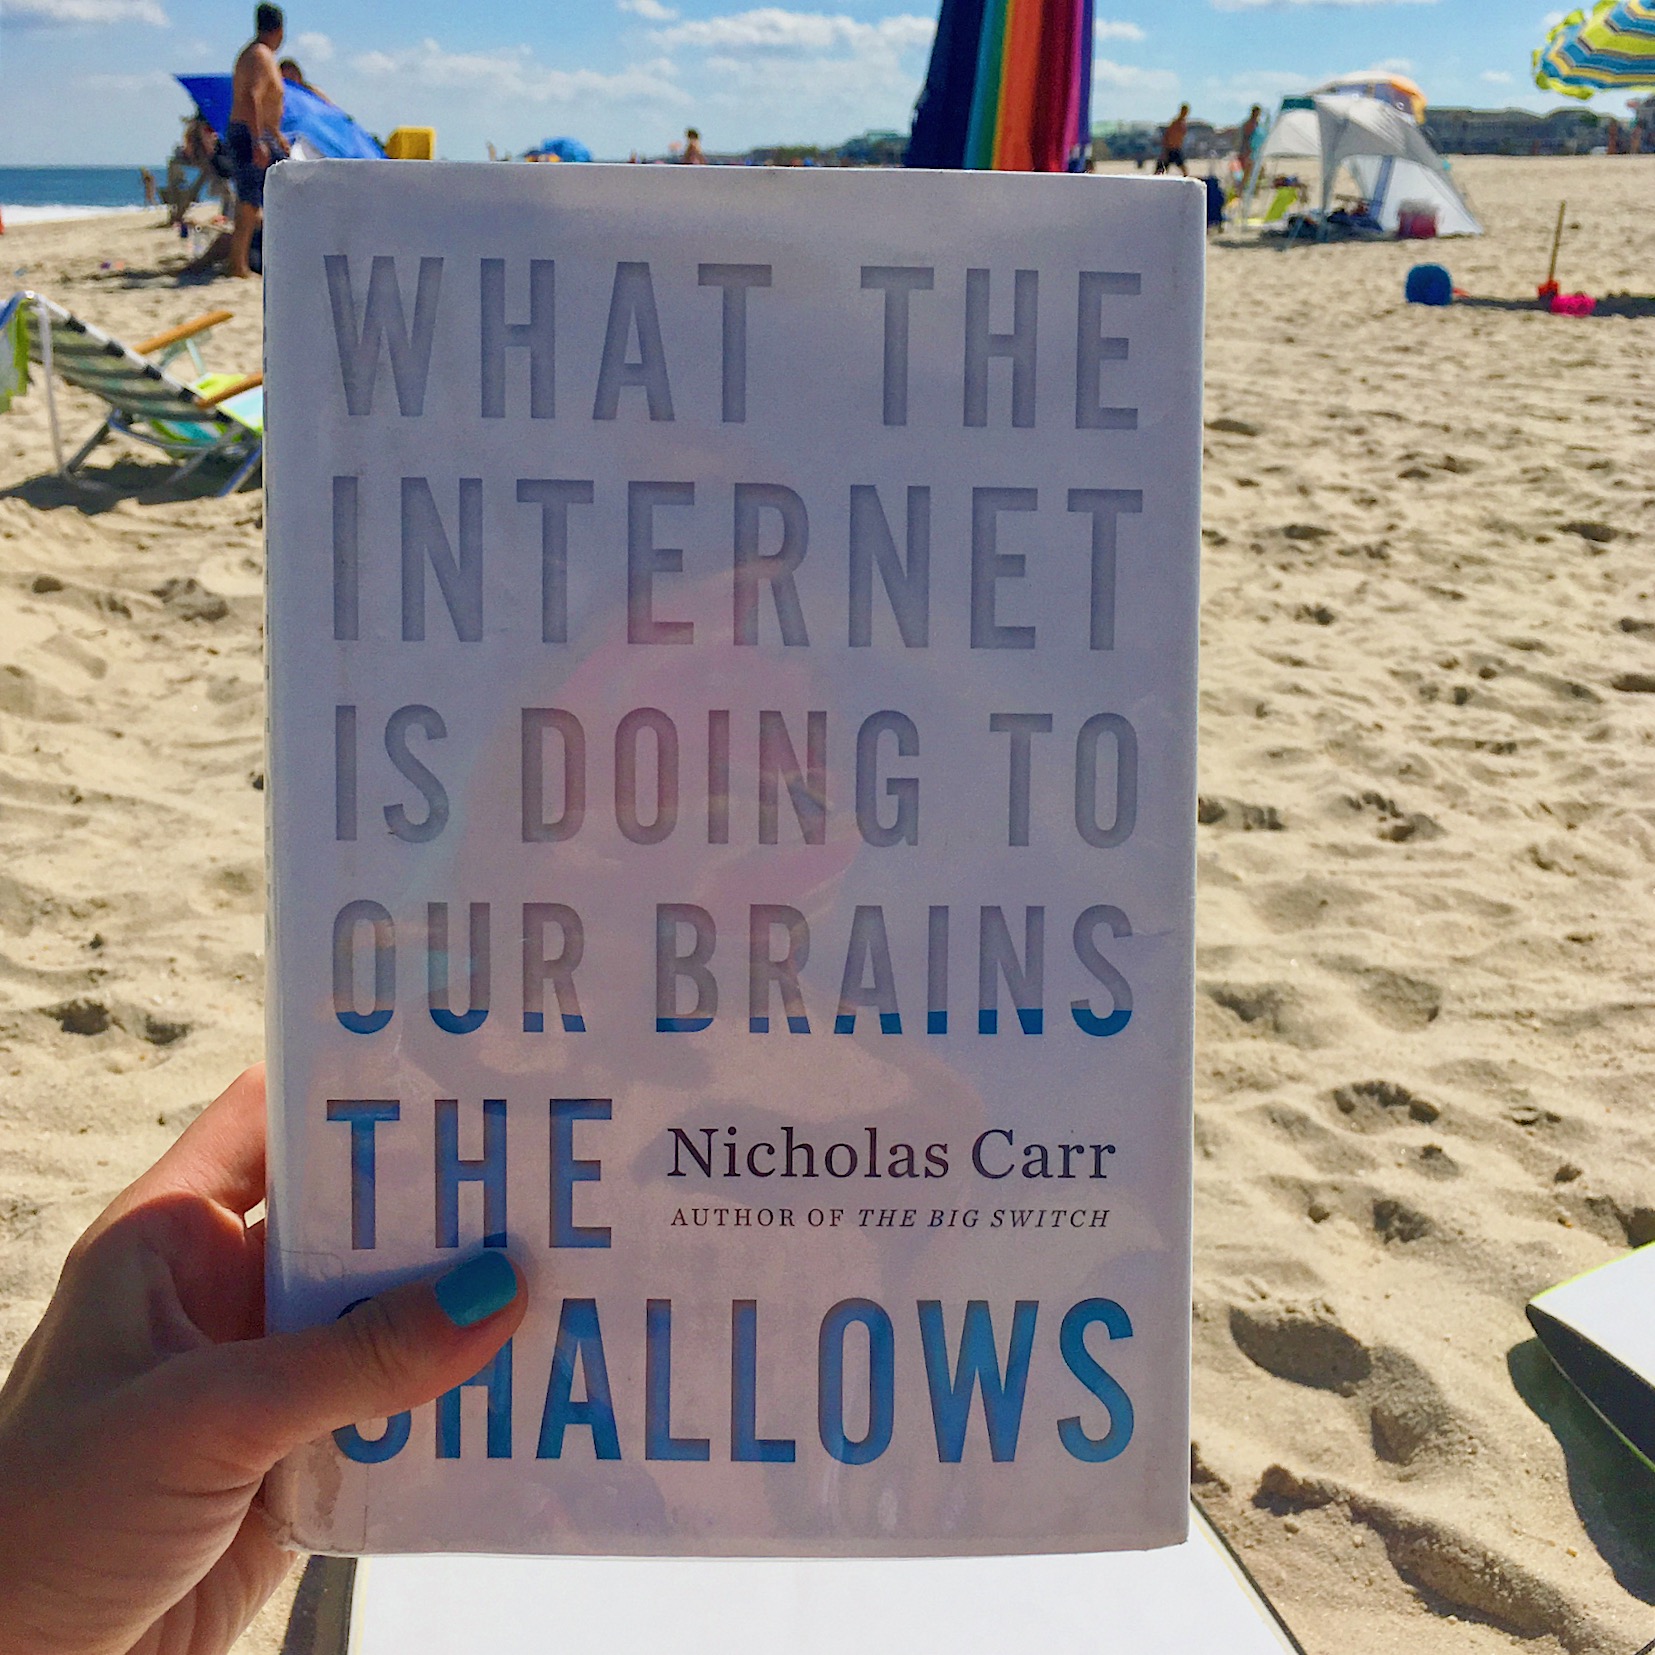 WHAT THE
INTERNET
IS DOING TO
OUR BRAINS
THE
Nicholas Carr
AUTHOR OF THE BIG SWITCH
SHALLOWS